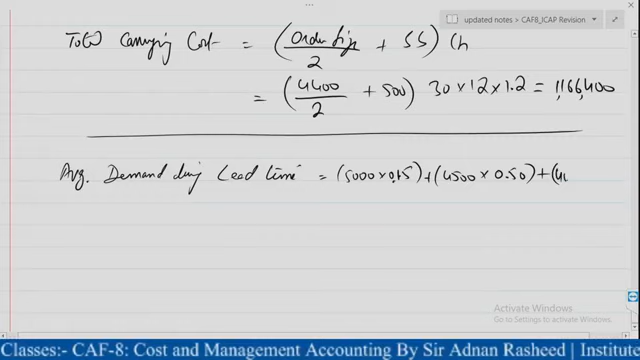 updated notes > CAF8_ICAP Revision
Total Carrying Cost = (Order Size / 2 + SS) Ch
= (4400 / 2 + 500) 30 × 12 × 1.2 = 1,166,400
Avg. Demand during Lead time = (5000 × 0.15) + (4500 × 0.50) + (40
Activate Windows
Go to Settings to activate Windows.
Classes:- CAF-8: Cost and Management Accounting By Sir Adnan Rasheed | Institute